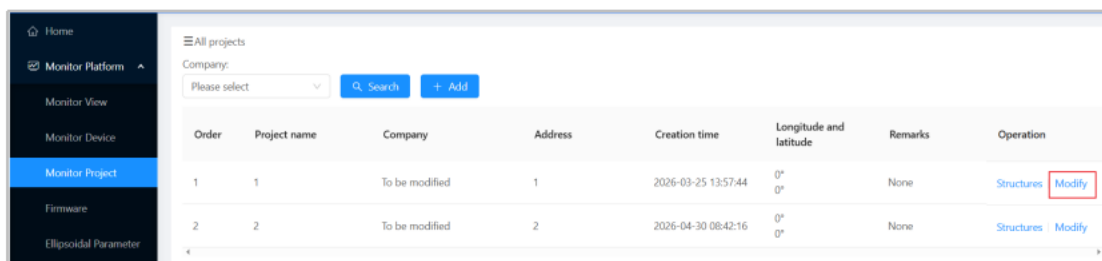 Home
Monitor Platform
Monitor View
Monitor Device
Monitor Project
Firmware
Ellipsoidal Parameter
All projects
Company:
Please select
Search
+ Add
Order Project name Company Address Creation time Longitude and latitude Remarks Operation
1 1 To be modified 1 2026-03-25 13:57:44 0° 0° None Structures Modify
2 2 To be modified 2 2026-04-30 08:42:16 0° 0° None Structures Modify